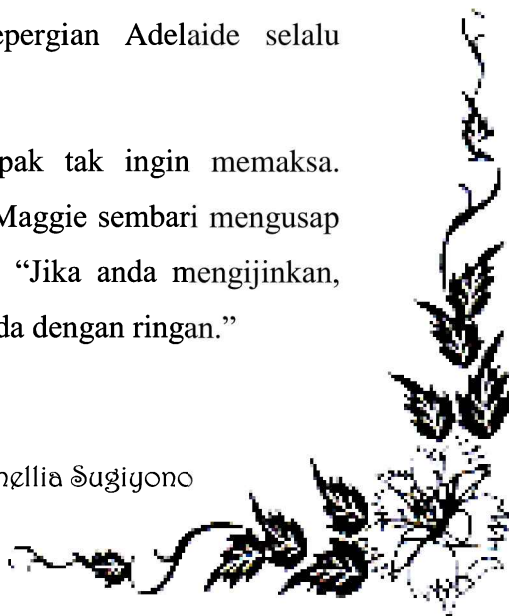 epergian Adelaide selalu
pak tak ingin memaksa.
Maggie sembari mengusap
“Jika anda mengijinkan,
da dengan ringan.”
nellia Sugiyono